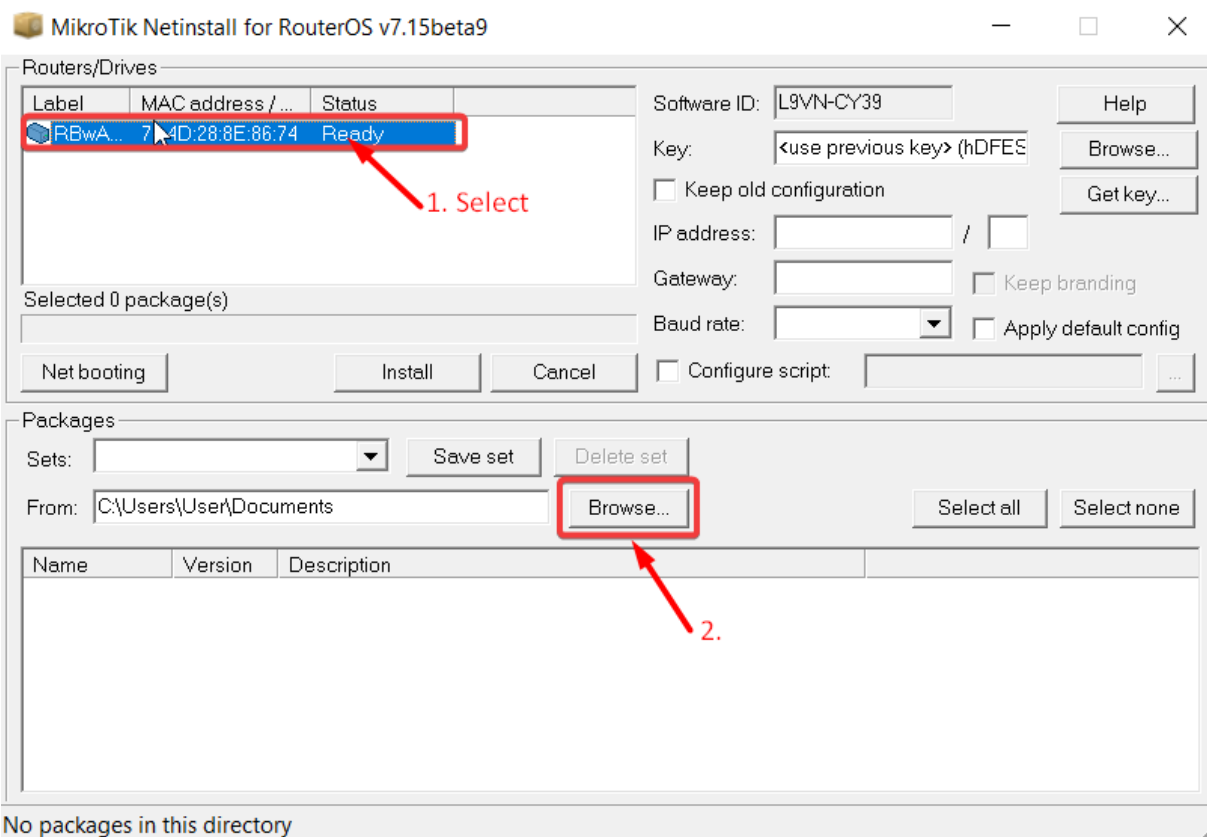 MikroTik Netinstall for RouterOS v7.15beta9
Routers/Drives
Label MAC address / ... Status
RBwA... 4D:28:8E:86:74 Ready
1. Select
Selected 0 package(s)
Net booting Install Cancel
Software ID: L9VN-CY39 Help
Key: <use previous key> (hDFES Browse...
Keep old configuration Get key...
IP address: /
Gateway: Keep branding
Baud rate: Apply default config
Configure script: ...
Packages
Sets: Save set Delete set
From: C:\Users\User\Documents Browse... Select all Select none
Name Version Description
2.
No packages in this directory